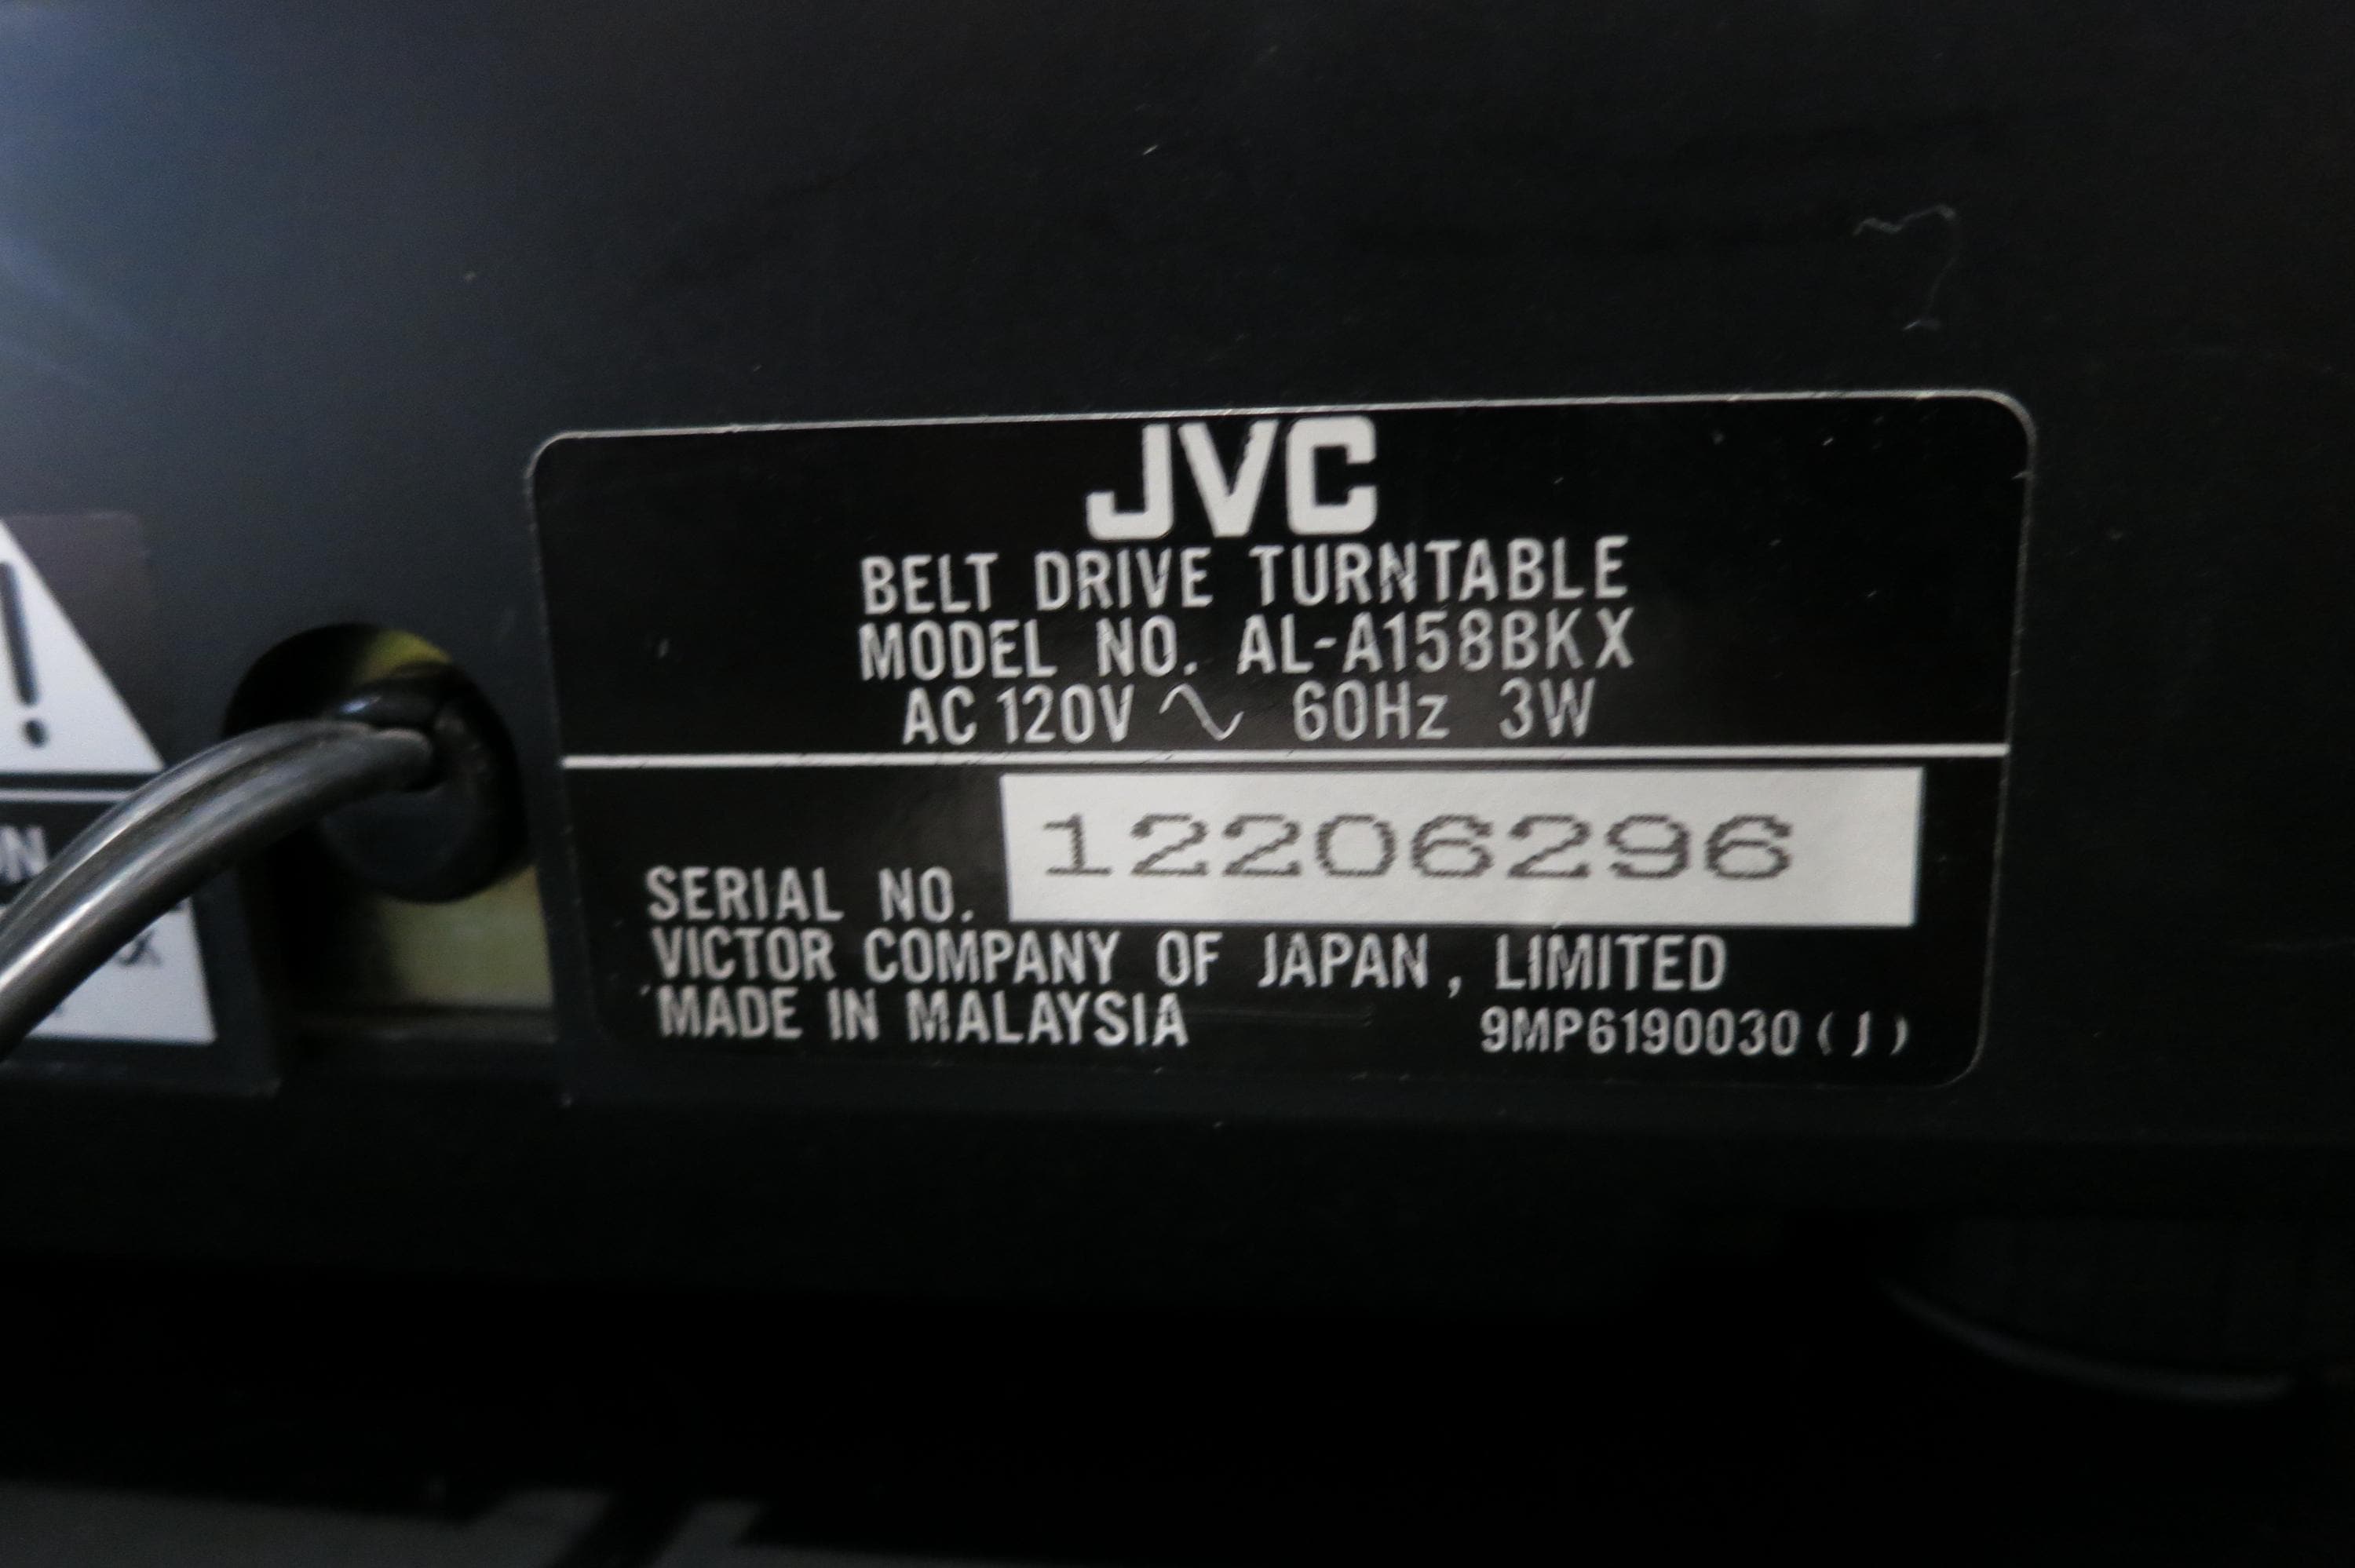 JVC
BELT DRIVE TURNTABLE
MODEL NO. AL-A158BKX
AC 120V ∿ 60Hz 3W
SERIAL NO. 12206296
VICTOR COMPANY OF JAPAN, LIMITED
MADE IN MALAYSIA 9MP6190030(J)
!